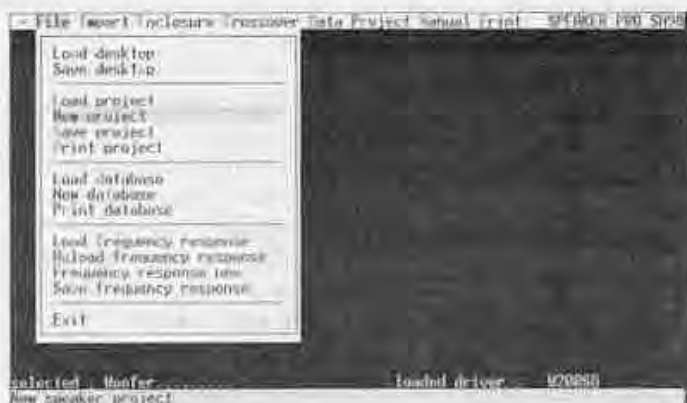 File Import Enclosure Crossover Data Project Manual Print SPEAKER PRO
Load desktop
Save desktop
Load project
New project
Save project
Print project
Load database
New database
Print database
Load frequency response
Unload frequency response
Frequency response
Save frequency response
Exit
selected : Woofer
loaded driver
New speaker project